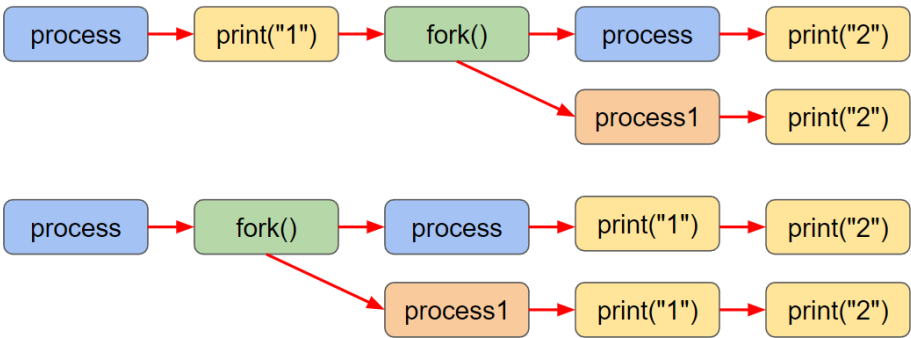 process print("1") fork() process print("2")
process1 print("2")
process fork() process print("1") print("2")
process1 print("1") print("2")